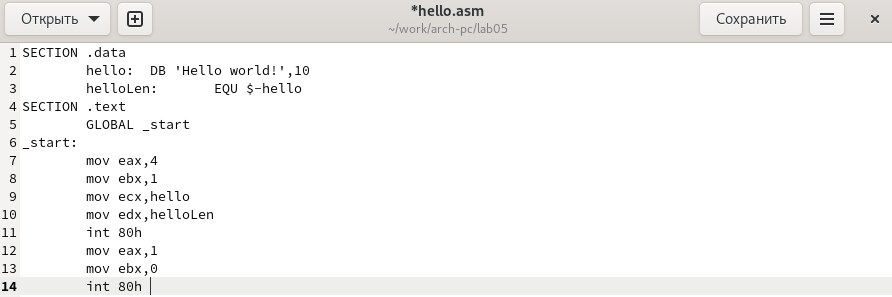 Открыть
*hello.asm
~/work/arch-pc/lab05
Сохранить
1 SECTION .data
2 hello: DB 'Hello world!',10
3 helloLen: EQU $-hello
4 SECTION .text
5 GLOBAL _start
6 _start:
7 mov eax,4
8 mov ebx,1
9 mov ecx,hello
10 mov edx,helloLen
11 int 80h
12 mov eax,1
13 mov ebx,0
14 int 80h